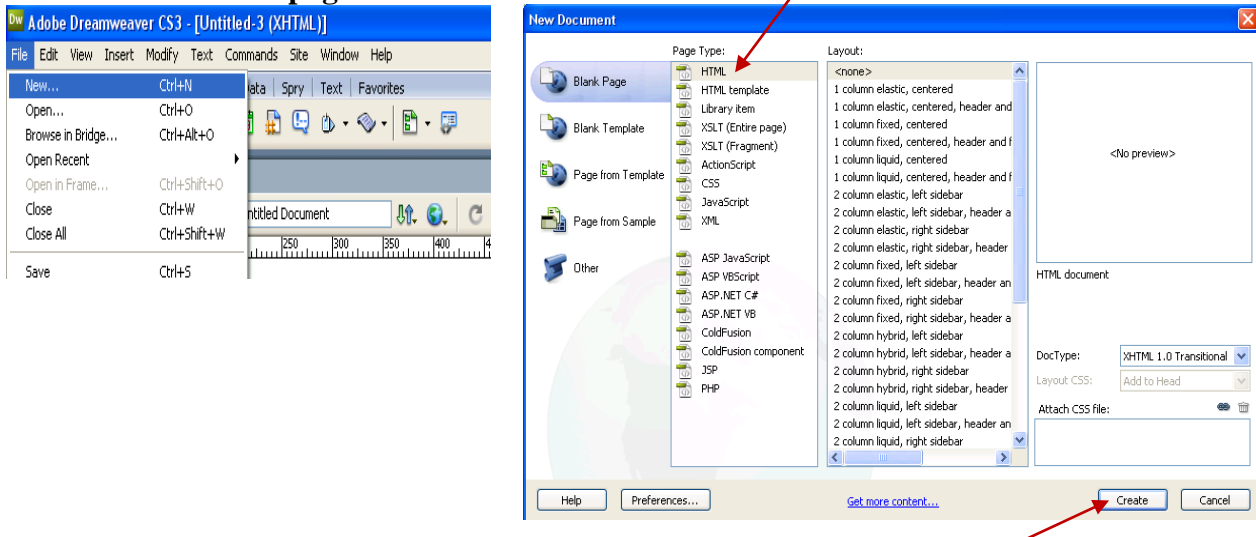 page
Dw Adobe Dreamweaver CS3 - [Untitled-3 (XHTML)]
File Edit View Insert Modify Text Commands Site Window Help
New... Ctrl+N
ata Spry Text Favorites
Open... Ctrl+O
Browse in Bridge... Ctrl+Alt+O
Open Recent
Open in Frame... Ctrl+Shift+O
Close Ctrl+W
ntitled Document
Close All Ctrl+Shift+W
250 300 350 400 4
Save Ctrl+S
New Document
Page Type:
Layout:
Blank Page
Blank Template
Page from Template
Page from Sample
Other
HTML
HTML template
Library item
XSLT (Entire page)
XSLT (Fragment)
ActionScript
CSS
JavaScript
XML
ASP JavaScript
ASP VBScript
ASP.NET C#
ASP.NET VB
ColdFusion
ColdFusion component
JSP
PHP
<none>
1 column elastic, centered
1 column elastic, centered, header and
1 column fixed, centered
1 column fixed, centered, header and f
1 column liquid, centered
1 column liquid, centered, header and f
2 column elastic, left sidebar
2 column elastic, left sidebar, header a
2 column elastic, right sidebar
2 column elastic, right sidebar, header
2 column fixed, left sidebar
2 column fixed, left sidebar, header an
2 column fixed, right sidebar
2 column fixed, right sidebar, header a
2 column hybrid, left sidebar
2 column hybrid, left sidebar, header a
2 column hybrid, right sidebar
2 column hybrid, right sidebar, header
2 column liquid, left sidebar
2 column liquid, left sidebar, header an
2 column liquid, right sidebar
<No preview>
HTML document
DocType: XHTML 1.0 Transitional
Layout CSS: Add to Head
Attach CSS file:
Help Preferences... Get more content... Create Cancel